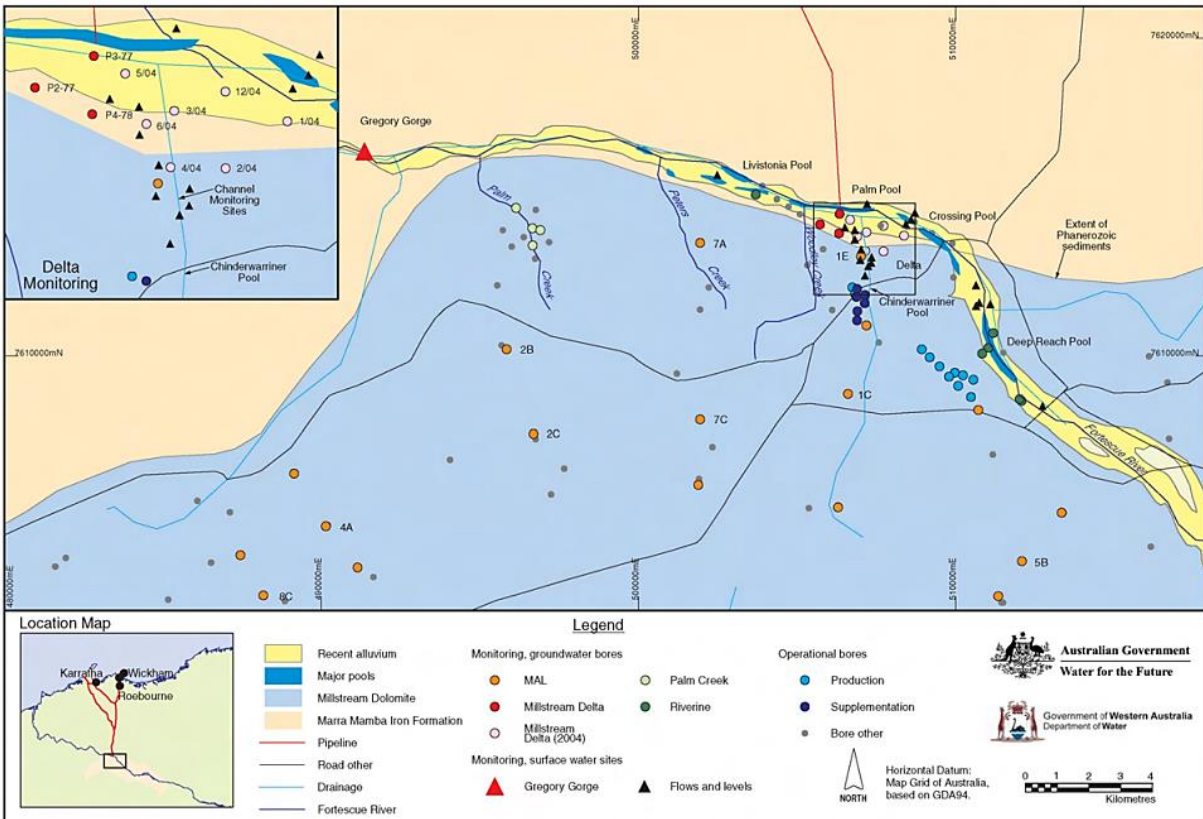 P3-77
5/04
P2-77
12/04
P4-78
3/04
6/04
1/04
4/04
2/04
Channel
Monitoring
Sites
Delta
Monitoring
Chinderwarriner
Pool
500000mE
510000mE
7620000mN
Gregory Gorge
Livistonia Pool
Palm Pool
Crossing Pool
Extent of
Phanerozoic
sediments
Palm
Creek
Peters
Creek
Woodley Creek
7A
1E
Delta
Chinderwarriner
Pool
7610000mN
Deep Reach Pool
7610000mN
2B
1C
7C
2C
Fortescue River
4A
5B
8C
480000mE
490000mE
500000mE
510000mE
Location Map
Karratha
Wickham
Roebourne
Legend
Recent alluvium
Major pools
Millstream Dolomite
Marra Mamba Iron Formation
Pipeline
Road other
Drainage
Fortescue River
Monitoring, groundwater bores
MAL
Millstream Delta
Millstream
Delta (2004)
Palm Creek
Riverine
Monitoring, surface water sites
Gregory Gorge
Flows and levels
Operational bores
Production
Supplementation
Bore other
NORTH
Horizontal Datum:
Map Grid of Australia,
based on GDA94.
Australian Government
Water for the Future
Government of Western Australia
Department of Water
0 1 2 3 4
Kilometres